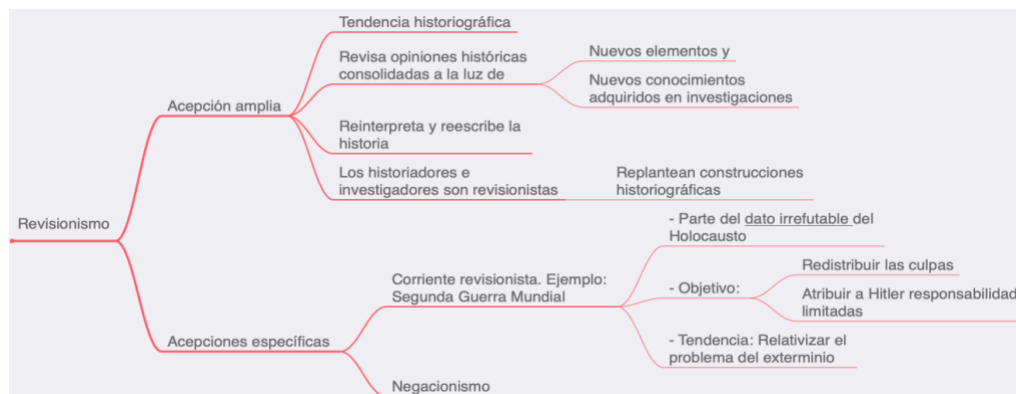 Tendencia historiográfica
Revisa opiniones históricas
consolidadas a la luz de
Nuevos elementos y
Nuevos conocimientos
adquiridos en investigaciones
Acepción amplia
Reinterpreta y reescribe la
historia
Los historiadores e
investigadores son revisionistas
Replantean construcciones
historiográficas
Revisionismo
- Parte del dato irrefutable del
Holocausto
Corriente revisionista. Ejemplo:
Segunda Guerra Mundial
- Objetivo:
Redistribuir las culpas
Atribuir a Hitler responsabilidad
limitadas
Acepciones específicas
- Tendencia: Relativizar el
problema del exterminio
Negacionismo